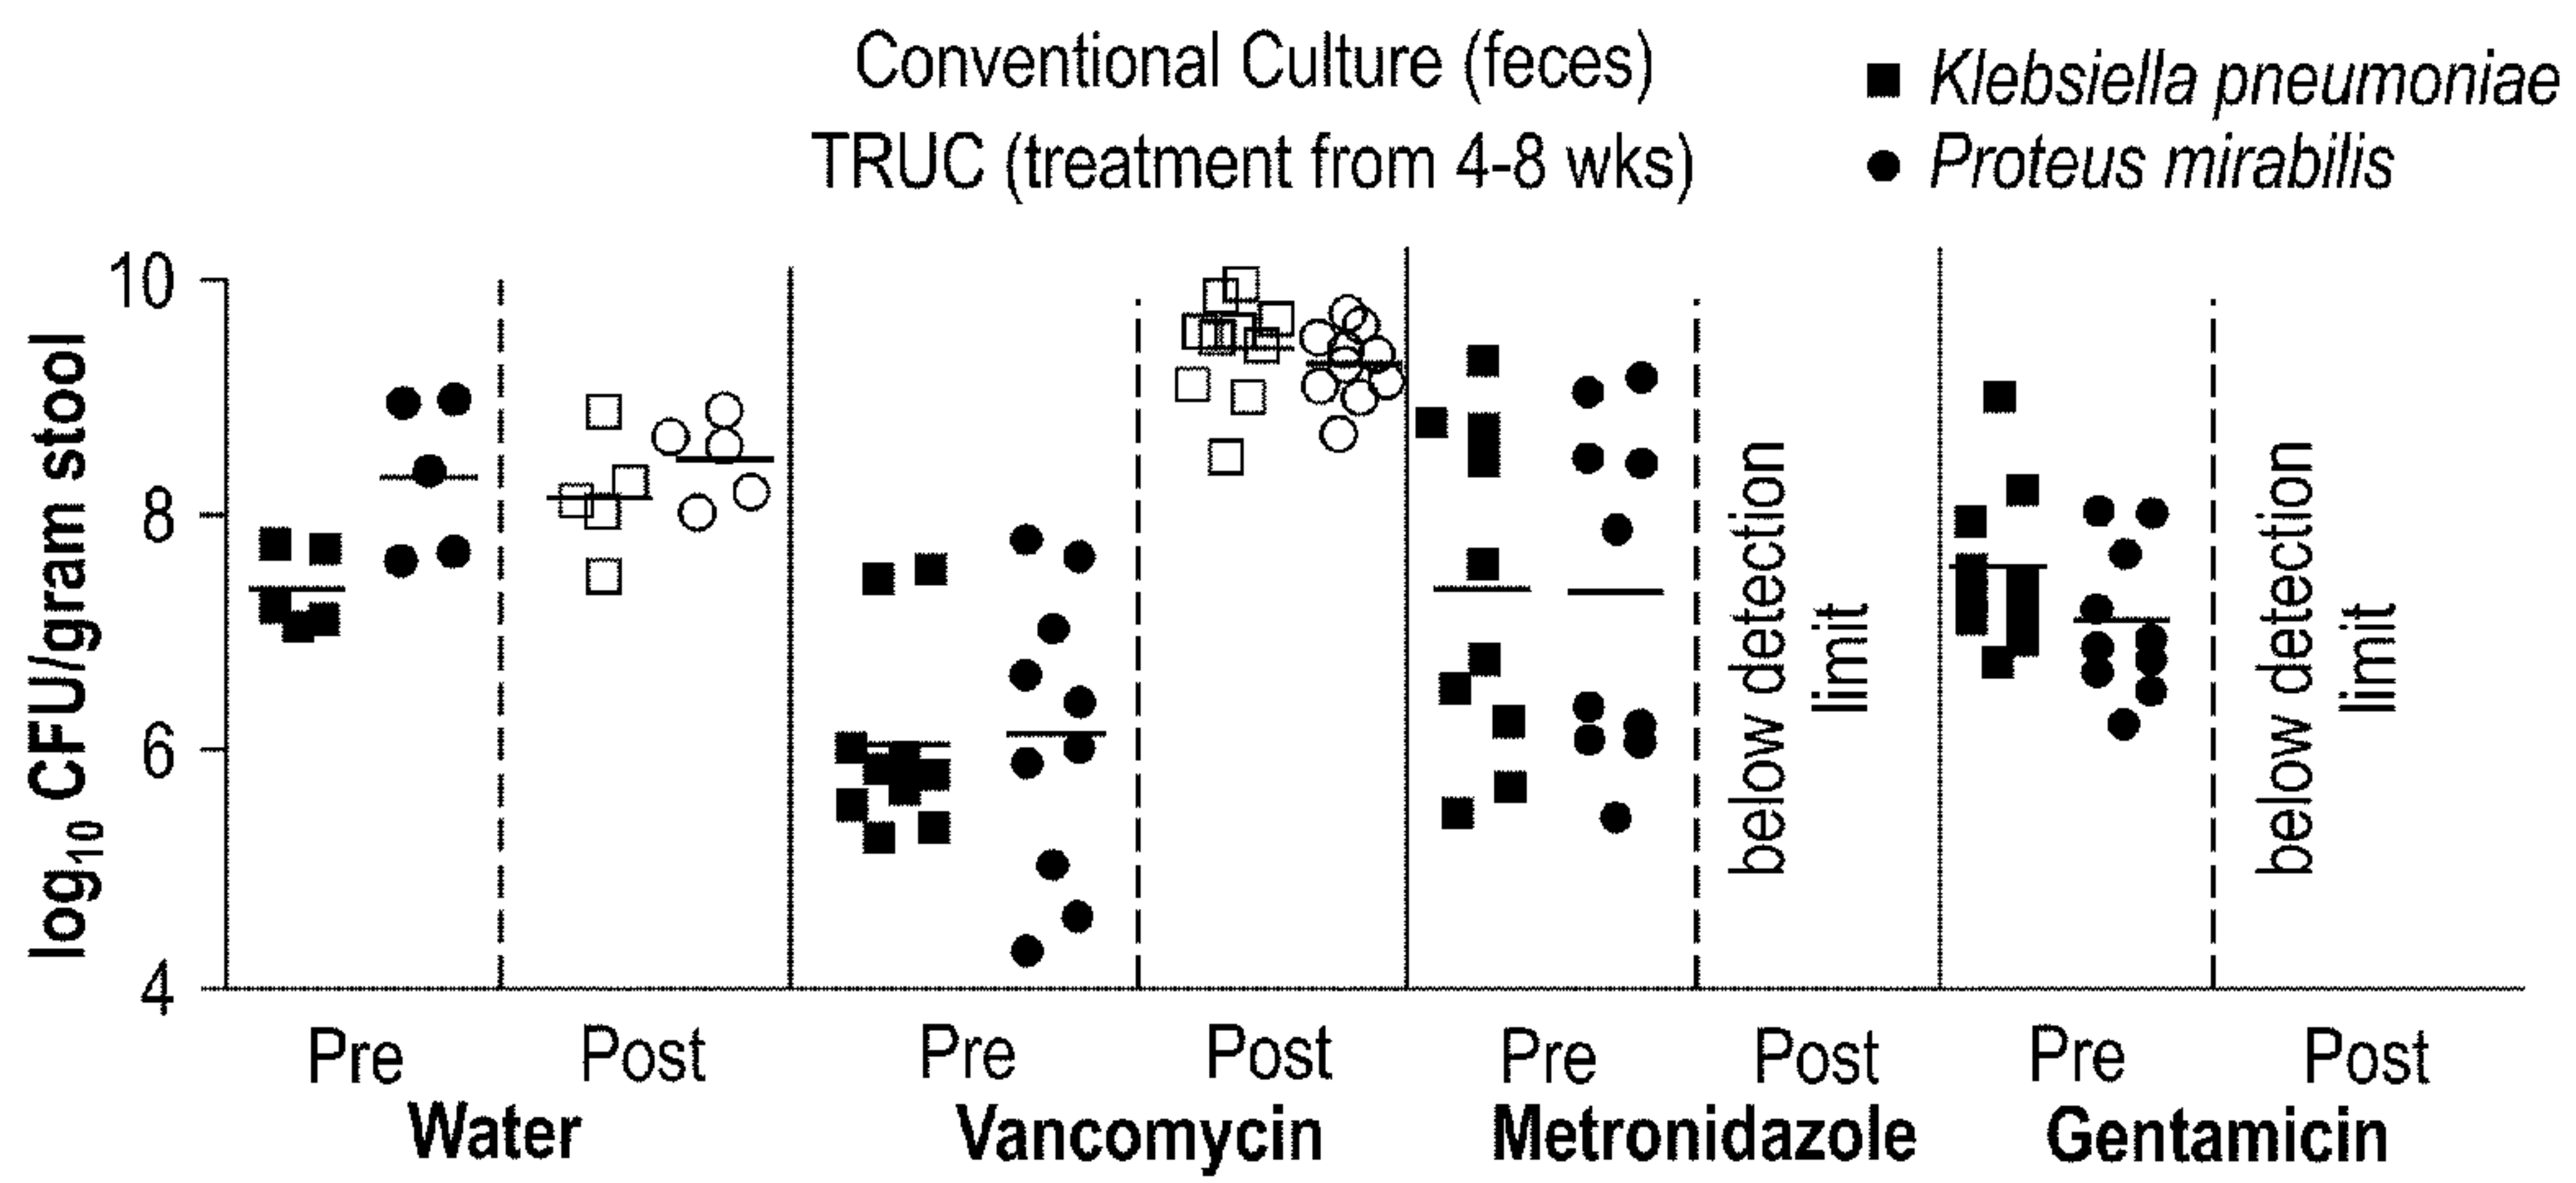 Conventional Culture (feces)
TRUC (treatment from 4-8 wks)
Klebsiella pneumoniae
Proteus mirabilis
log10 CFU/gram stool
10
8
6
4
below detection
limit
below detection
limit
Pre Post Pre Post Pre Post Pre Post
Water Vancomycin Metronidazole Gentamicin